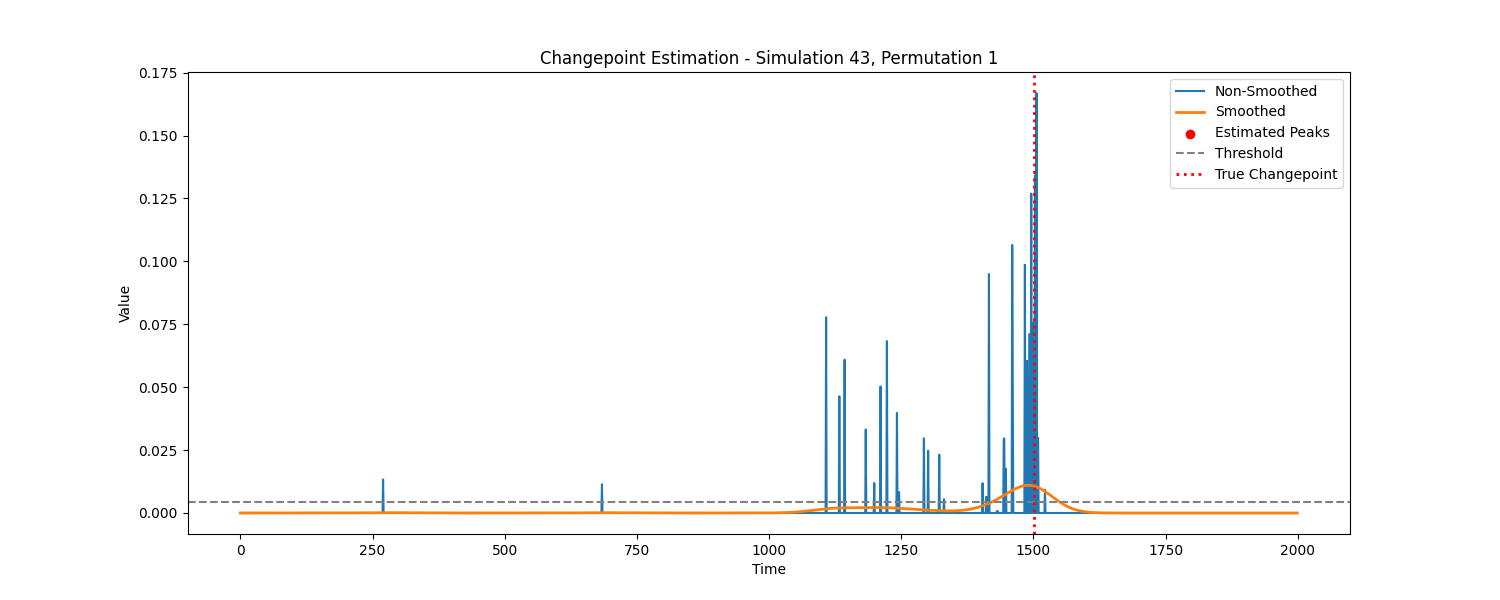 Changepoint Estimation - Simulation 43, Permutation 1
0.175
0.150
0.125
0.100
0.075
0.050
0.025
0.000
Value
Non-Smoothed
Smoothed
Estimated Peaks
Threshold
True Changepoint
0
250
500
750
1000
1250
1500
1750
2000
Time